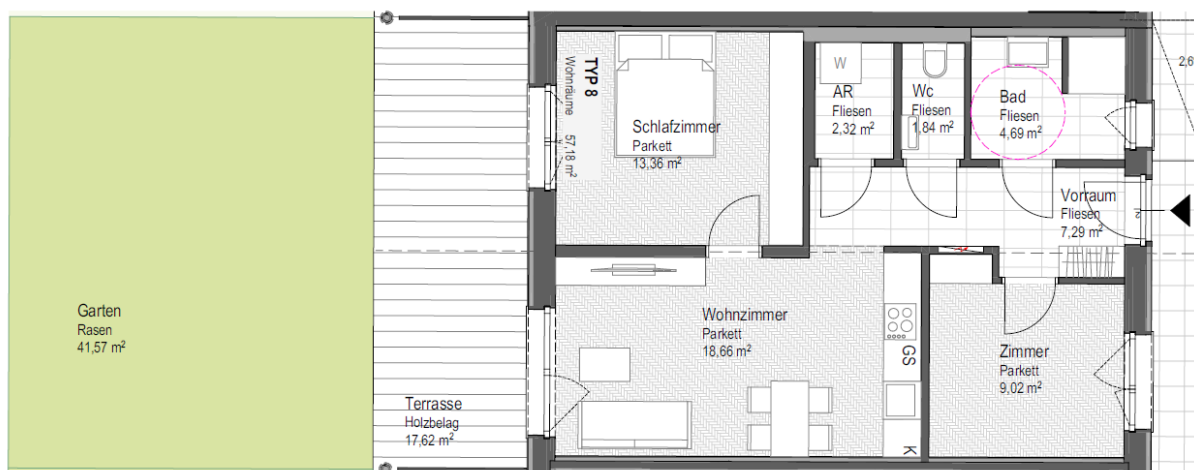 Garten
Rasen
41,57 m²
Terrasse
Holzbelag
17,62 m²
TYP 8
Wohnräume 57,18 m²
Schlafzimmer
Parkett
13,36 m²
W
AR
Fliesen
2,32 m²
Wc
Fliesen
1,84 m²
Bad
Fliesen
4,69 m²
Vorraum
Fliesen
7,29 m²
Wohnzimmer
Parkett
18,66 m²
GS
K
Zimmer
Parkett
9,02 m²
2,6